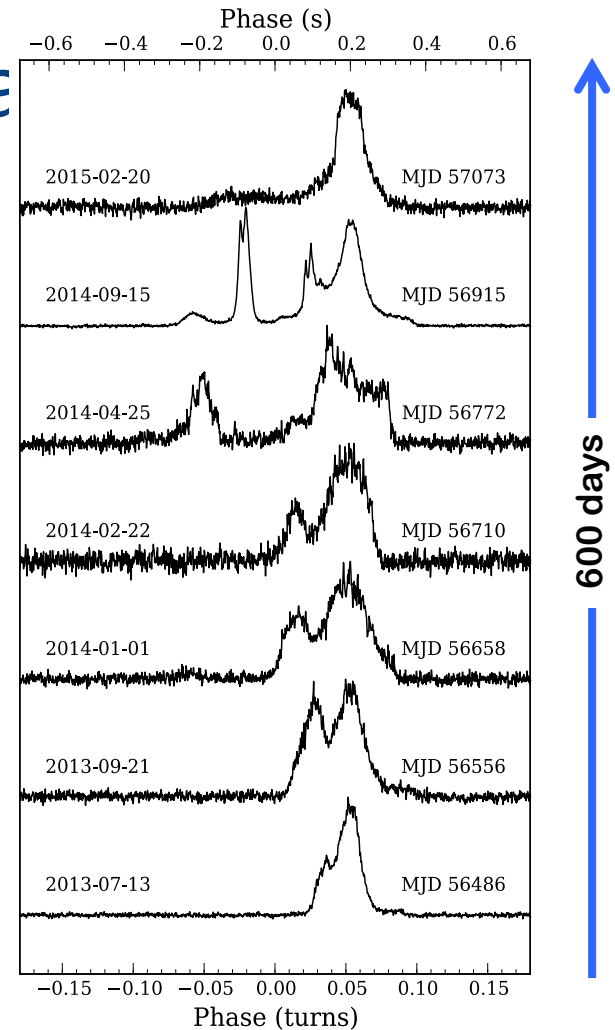 Phase (s)
−0.6 −0.4 −0.2 0.0 0.2 0.4 0.6
2015-02-20 MJD 57073
2014-09-15 MJD 56915
2014-04-25 MJD 56772
2014-02-22 MJD 56710
2014-01-01 MJD 56658
2013-09-21 MJD 56556
2013-07-13 MJD 56486
−0.15 −0.10 −0.05 0.00 0.05 0.10 0.15
Phase (turns)
600 days